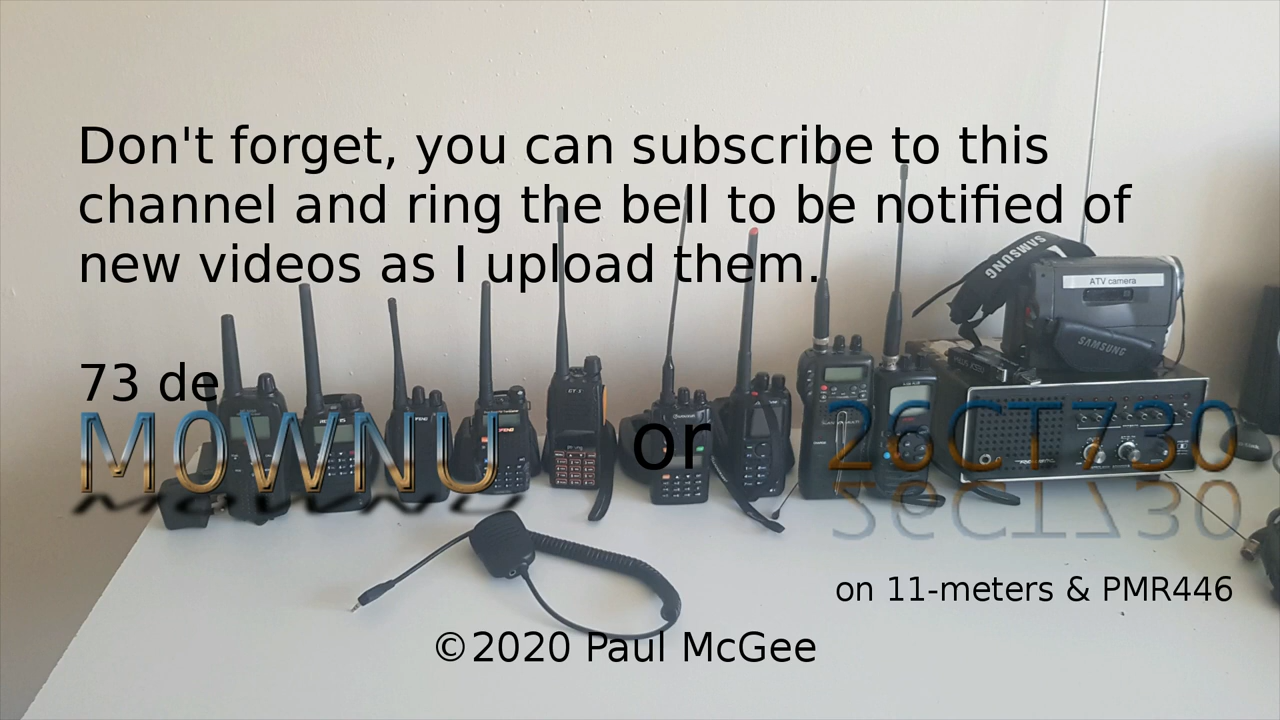 Don't forget, you can subscribe to this
channel and ring the bell to be notified of
new videos as I upload them.
73 de
M0WNU or 26CT730
on 11-meters & PMR446
©2020 Paul McGee
SAMSUNG
ATV camera
SAMSUNG